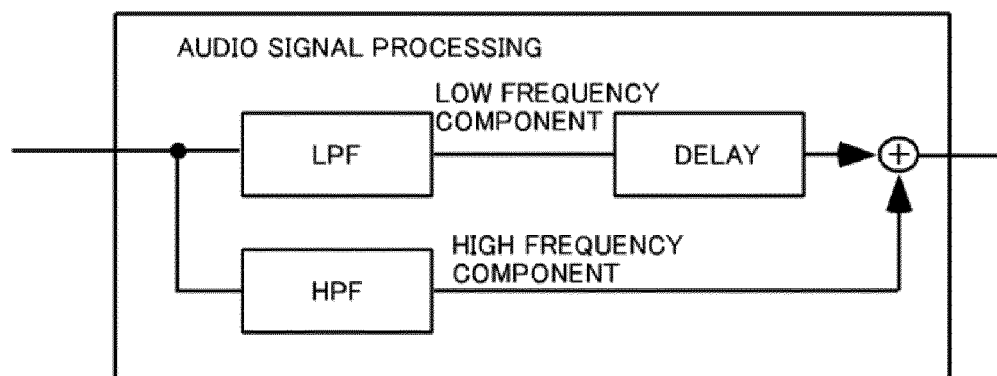 AUDIO SIGNAL PROCESSING
LOW FREQUENCY
COMPONENT
LPF
DELAY
HIGH FREQUENCY
COMPONENT
HPF